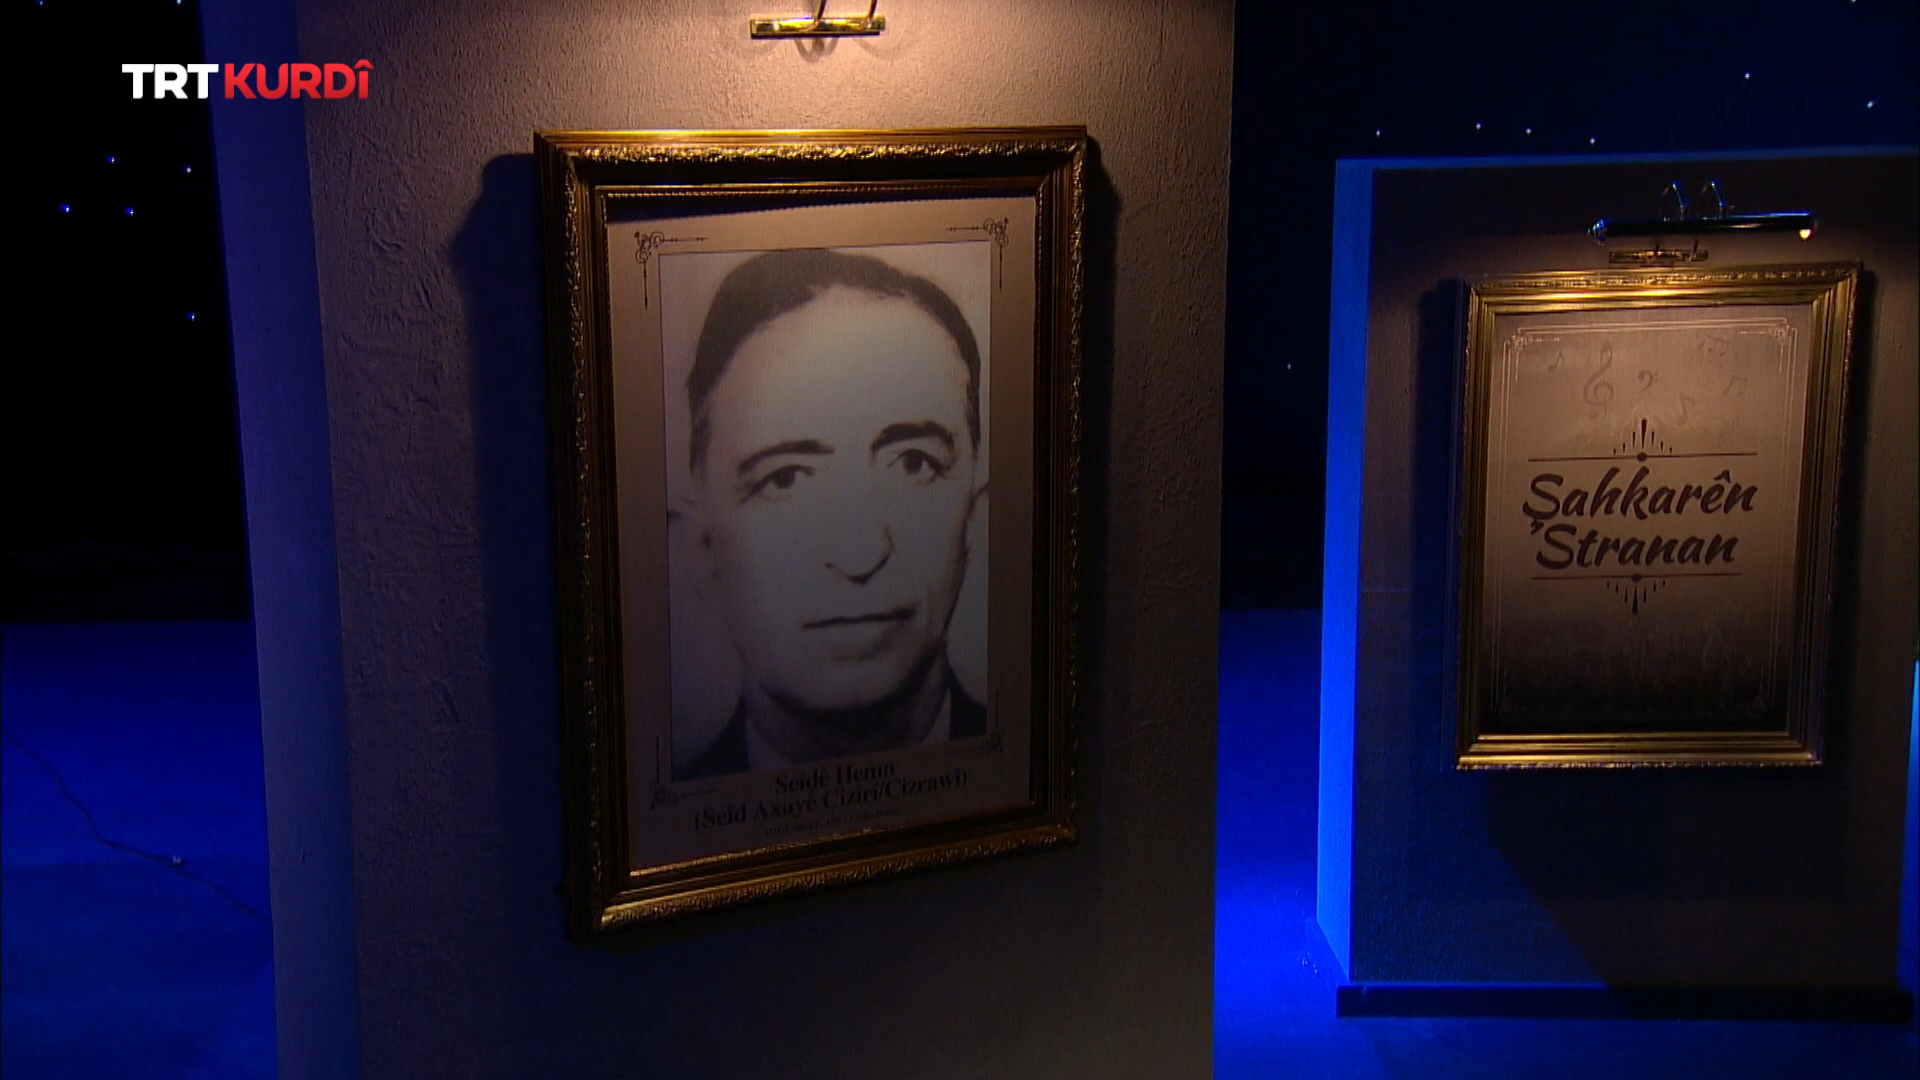 TRT KURDÎ
Seîdê Hemo
(Seîd Axayê Cizîrî/Cizrawî)
Şahkarên
Stranan